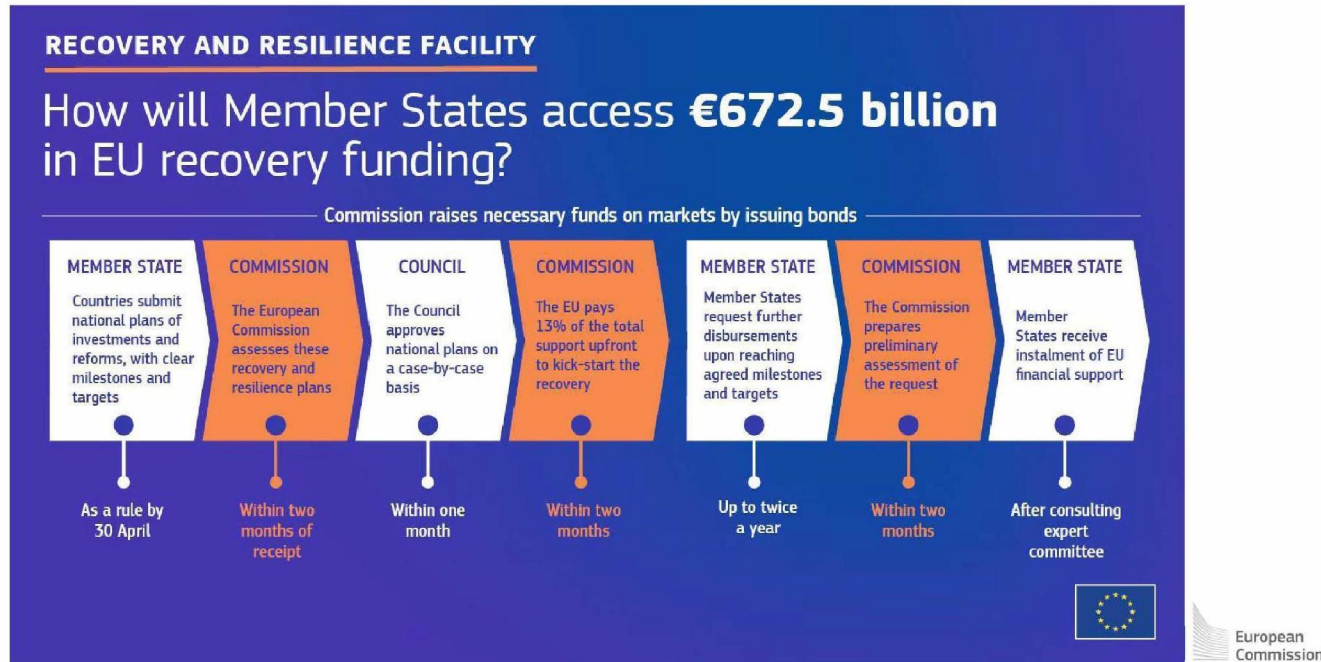 RECOVERY AND RESILIENCE FACILITY
How will Member States access €672.5 billion
in EU recovery funding?
Commission raises necessary funds on markets by issuing bonds
MEMBER STATE
Countries submit
national plans of
investments and
reforms, with clear
milestones and
targets
As a rule by
30 April
COMMISSION
The European
Commission
assesses these
recovery and
resilience plans
Within two
months of
receipt
COUNCIL
The Council
approves
national plans on
a case-by-case
basis
Within one
month
COMMISSION
The EU pays
13% of the total
support upfront
to kick-start the
recovery
Within two
months
MEMBER STATE
Member States
request further
disbursements
upon reaching
agreed milestones
and targets
Up to twice
a year
COMMISSION
The Commission
prepares
preliminary
assessment of
the request
Within two
months
MEMBER STATE
Member
States receive
instalment of EU
financial support
After consulting
expert
committee
European
Commission